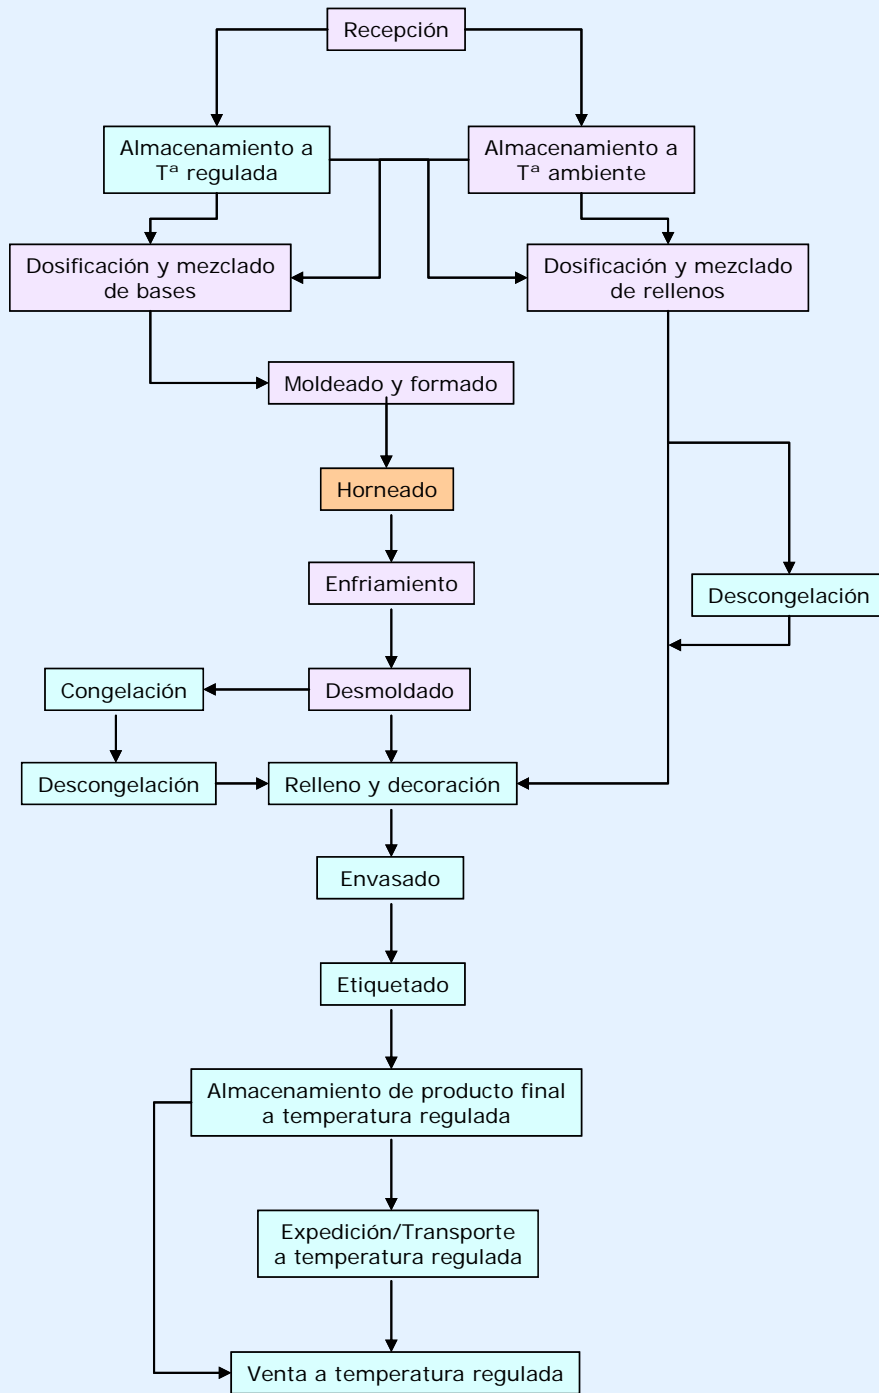 Recepción
Almacenamiento a
Tª regulada
Almacenamiento a
Tª ambiente
Dosificación y mezclado
de bases
Dosificación y mezclado
de rellenos
Moldeado y formado
Horneado
Enfriamiento
Descongelación
Congelación
Desmoldado
Descongelación
Relleno y decoración
Envasado
Etiquetado
Almacenamiento de producto final
a temperatura regulada
Expedición/Transporte
a temperatura regulada
Venta a temperatura regulada